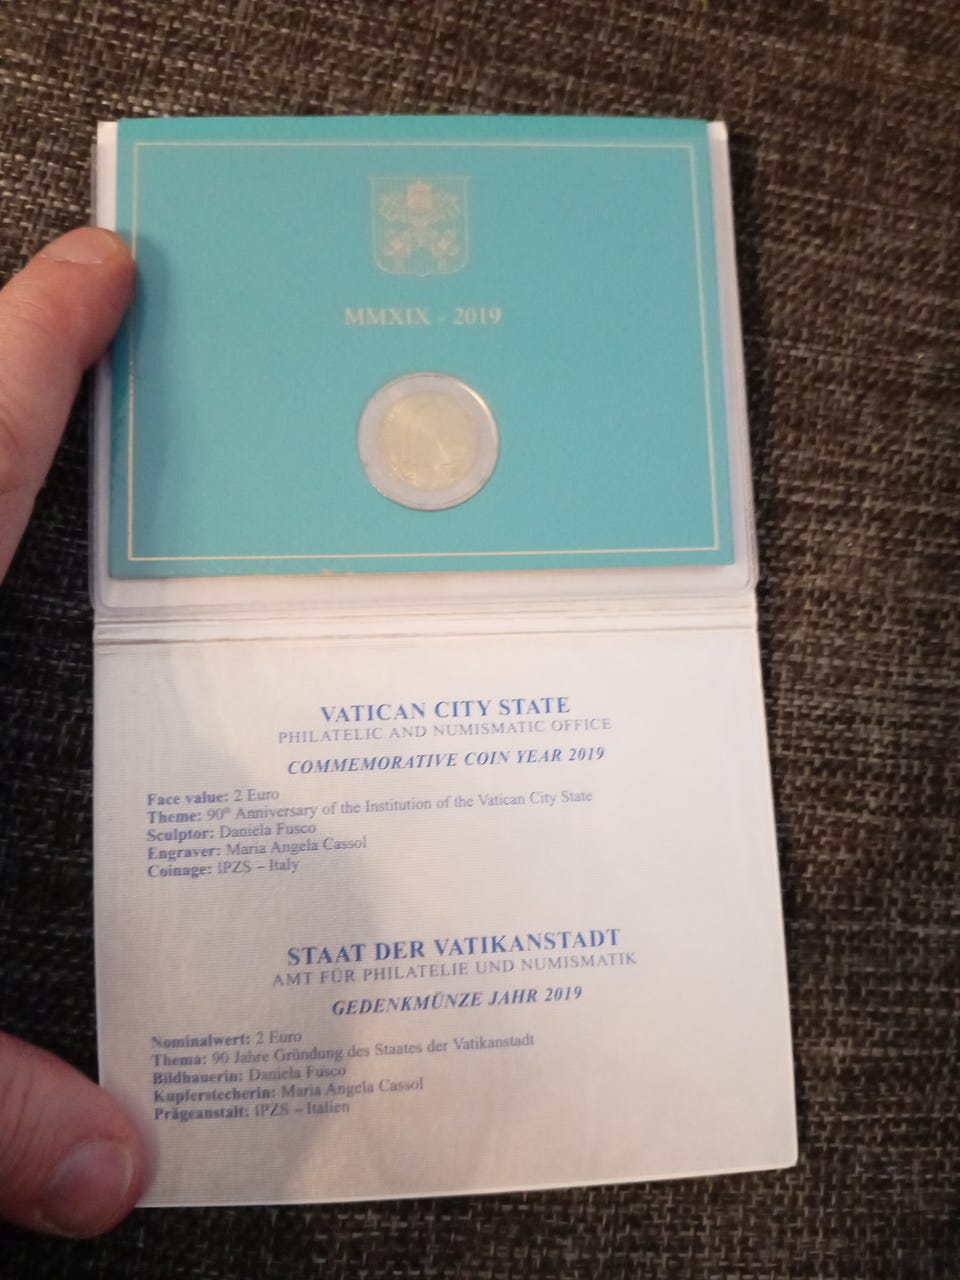 MMXIX - 2019
VATICAN CITY STATE
PHILATELIC AND NUMISMATIC OFFICE
COMMEMORATIVE COIN YEAR 2019
Face value: 2 Euro
Theme: 90th Anniversary of the Institution of the Vatican City State
Sculptor: Daniela Fusco
Engraver: Maria Angela Cassol
Coinage: IPZS – Italy
STAAT DER VATIKANSTADT
AMT FÜR PHILATELIE UND NUMISMATIK
GEDENKMÜNZE JAHR 2019
Nominalwert: 2 Euro
Thema: 90 Jahre Gründung des Staates der Vatikanstadt
Bildhauerin: Daniela Fusco
Kupferstecherin: Maria Angela Cassol
Prägeanstalt: IPZS – Italien